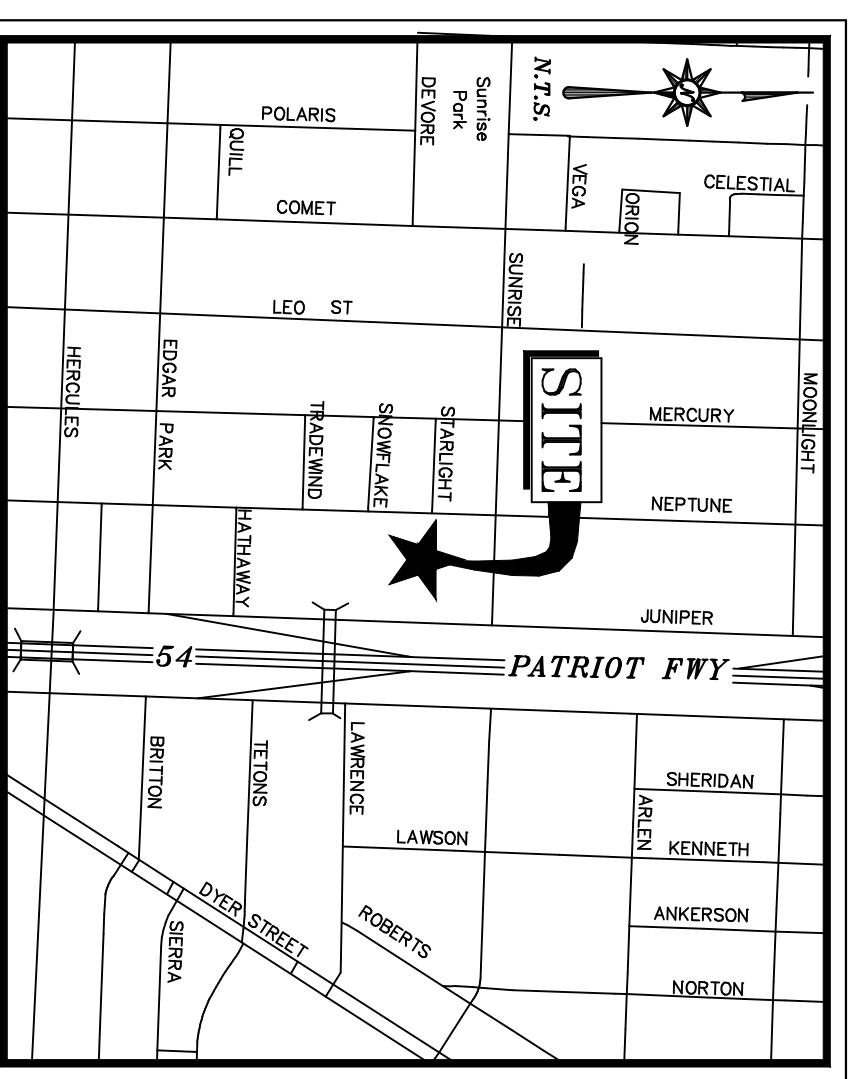 N.T.S.
N
Sunrise
Park
DEVORE
POLARIS
QUILL
VEGA
ORION
CELESTIAL
COMET
SUNRISE
LEO ST
HERCULES
EDGAR PARK
TRADEWIND
SNOWFLAKE
STARLIGHT
SITE
MERCURY
MOONLIGHT
NEPTUNE
HATHAWAY
JUNIPER
54
PATRIOT FWY
BRITTON
TETONS
LAWRENCE
SHERIDAN
ARLEN
LAWSON
KENNETH
DYER STREET
SIERRA
ROBERTS
ANKERSON
NORTON